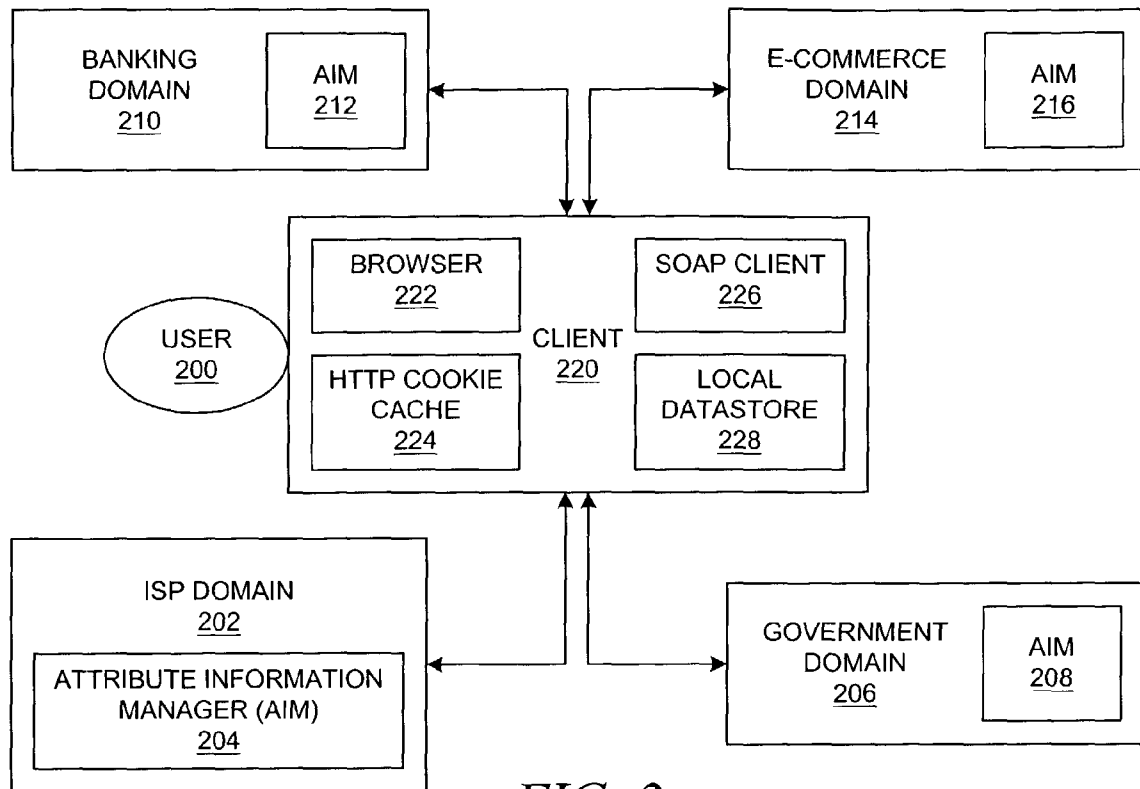 BANKING
DOMAIN
210
AIM
212
E-COMMERCE
DOMAIN
214
AIM
216
BROWSER
222
SOAP CLIENT
226
CLIENT
220
USER
200
HTTP COOKIE
CACHE
224
LOCAL
DATASTORE
228
ISP DOMAIN
202
ATTRIBUTE INFORMATION
MANAGER (AIM)
204
GOVERNMENT
DOMAIN
206
AIM
208